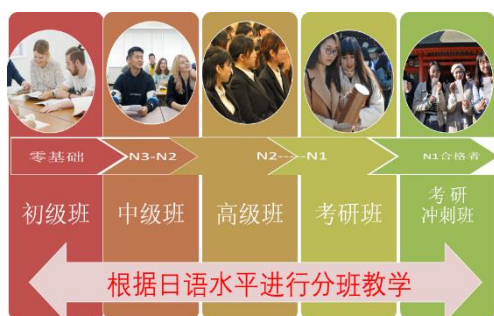 零基础
N3-N2
N2----N1
N1合格者
初级班
中级班
高级班
考研班
考研
冲刺班
根据日语水平进行分班教学